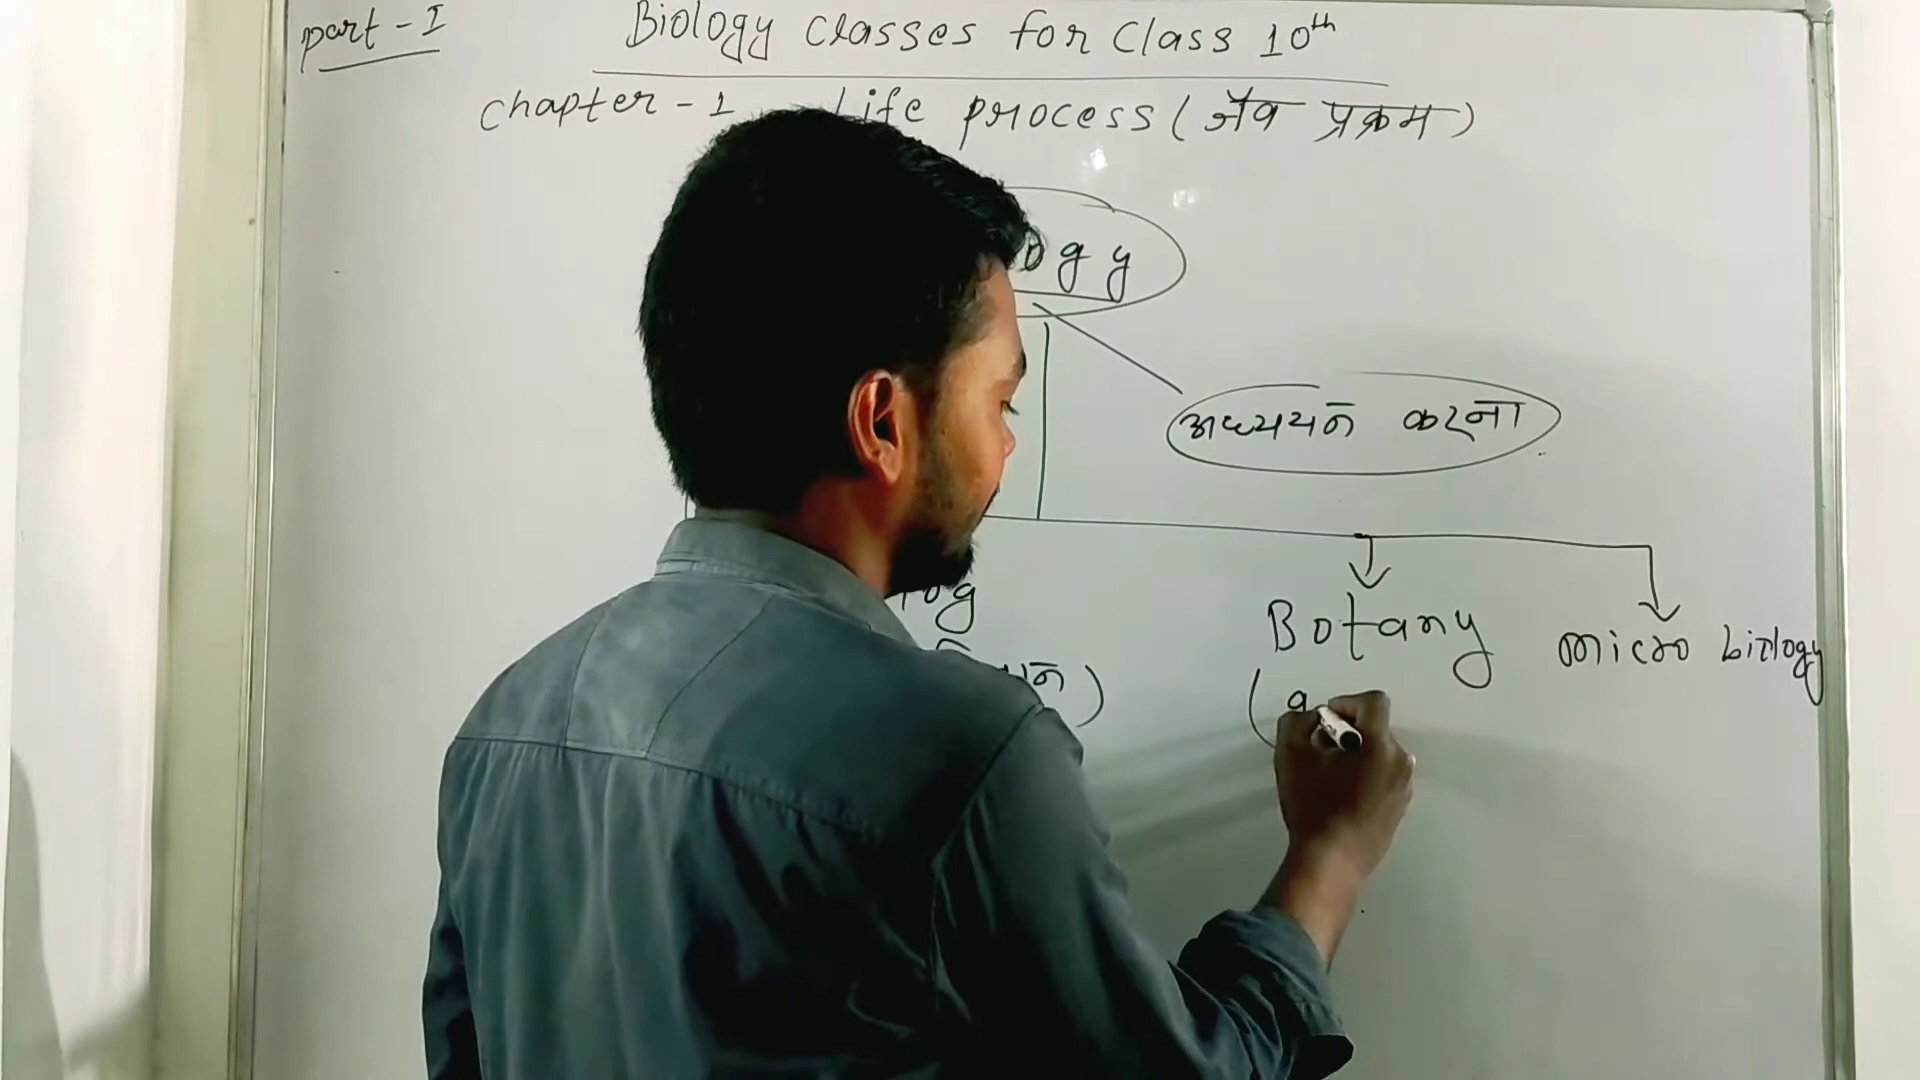 part - I
Biology classes for Class 10th
chapter - 1 Life process (जैव प्रक्रम)
ogy
अध्ययन करना
log
Botany
micro biology